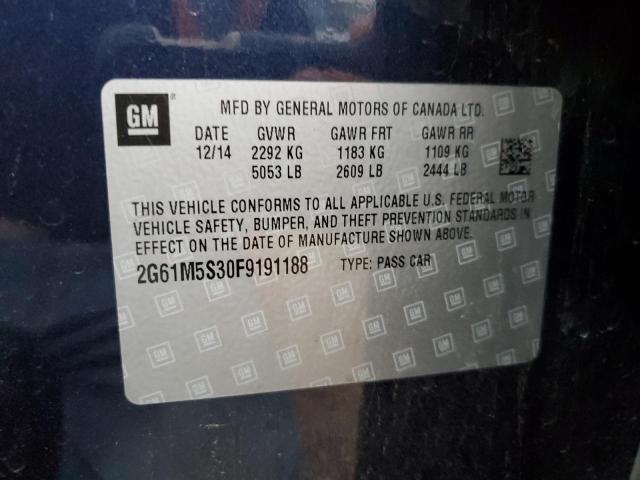 GM ®
MFD BY GENERAL MOTORS OF CANADA LTD.
DATE GVWR GAWR FRT GAWR RR
12/14 2292 KG 1183 KG 1109 KG
5053 LB 2609 LB 2444 LB
THIS VEHICLE CONFORMS TO ALL APPLICABLE U.S. FEDERAL MOTOR
VEHICLE SAFETY, BUMPER, AND THEFT PREVENTION STANDARDS IN
EFFECT ON THE DATE OF MANUFACTURE SHOWN ABOVE.
2G61M5S30F9191188 TYPE: PASS CAR